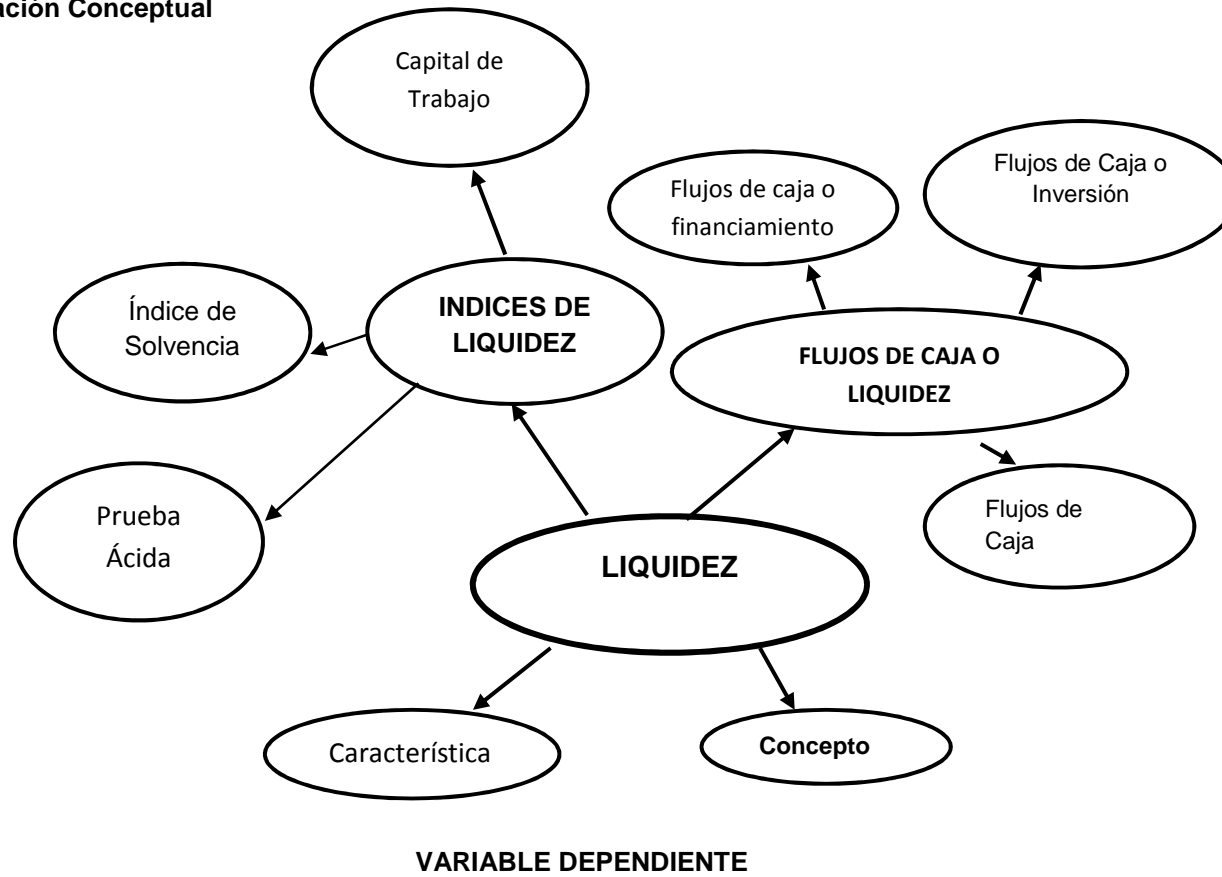 ación Conceptual
Capital de
Trabajo
Flujos de caja o
financiamiento
Flujos de Caja o
Inversión
Índice de
Solvencia
INDICES DE
LIQUIDEZ
FLUJOS DE CAJA O
LIQUIDEZ
Prueba
Ácida
Flujos de
Caja
LIQUIDEZ
Característica
Concepto
VARIABLE DEPENDIENTE